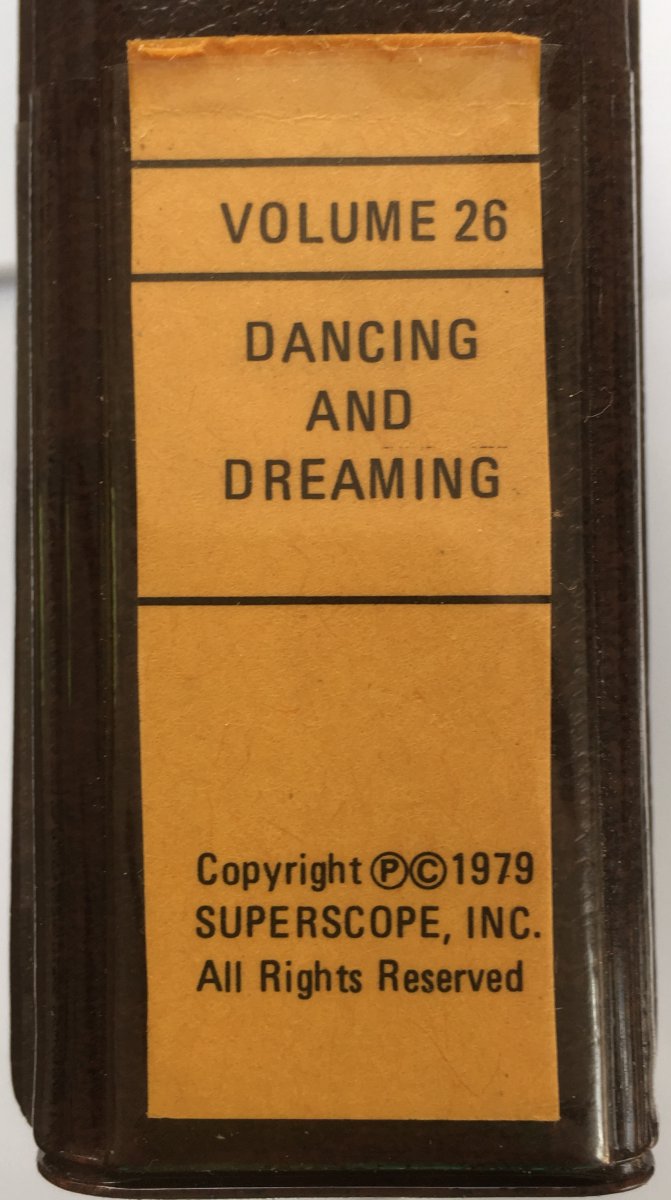 VOLUME 26
DANCING
AND
DREAMING
Copyright ℗©1979
SUPERSCOPE, INC.
All Rights Reserved